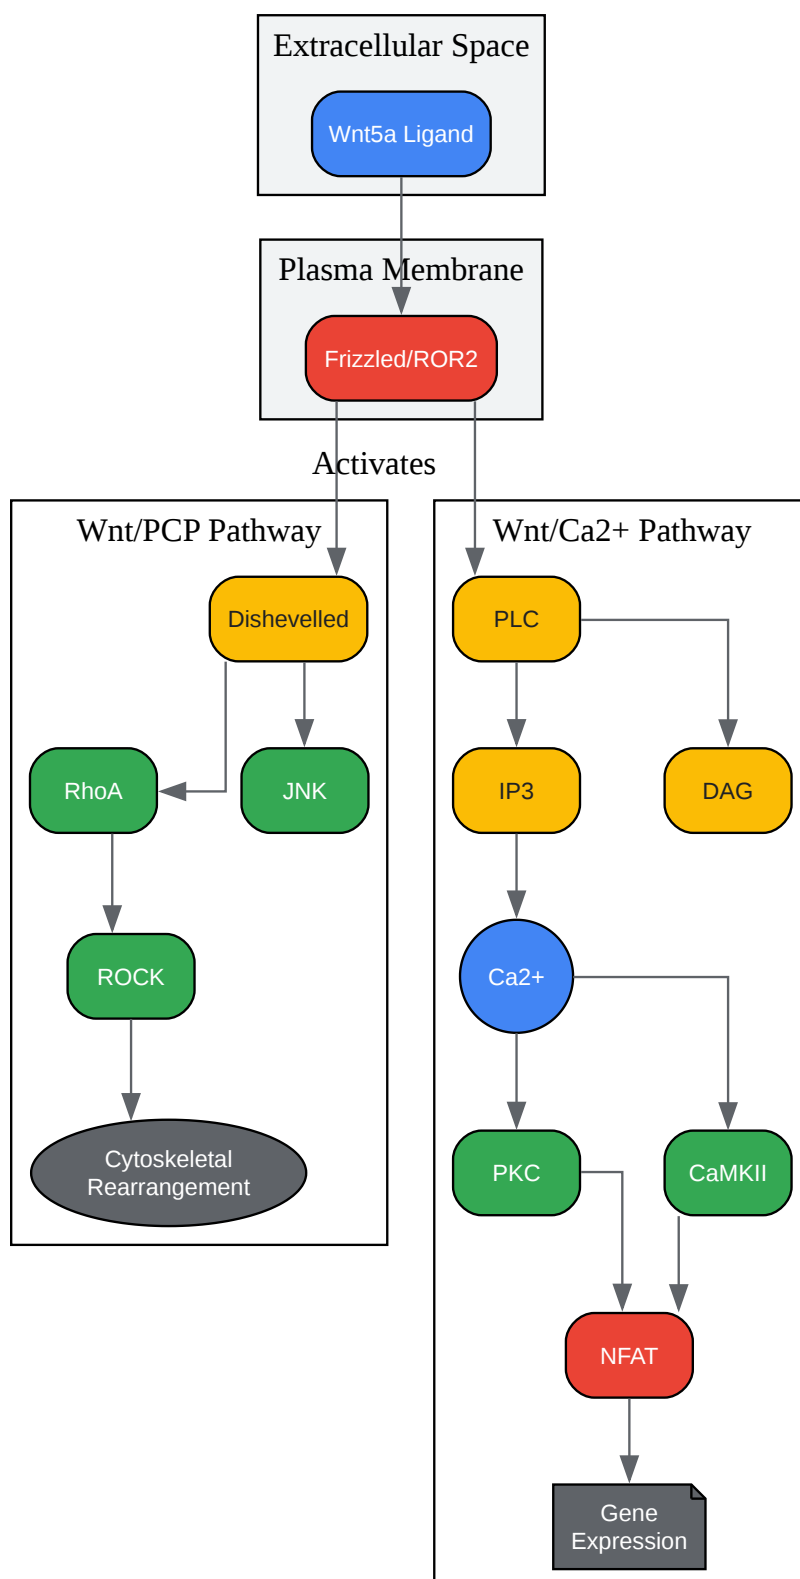 Extracellular Space
Wnt5a Ligand
Plasma Membrane
Frizzled/ROR2
Activates
Wnt/PCP Pathway
Wnt/Ca2+ Pathway
Dishevelled
PLC
RhoA
JNK
IP3
DAG
ROCK
Ca2+
Cytoskeletal
Rearrangement
PKC
CaMKII
NFAT
Gene
Expression